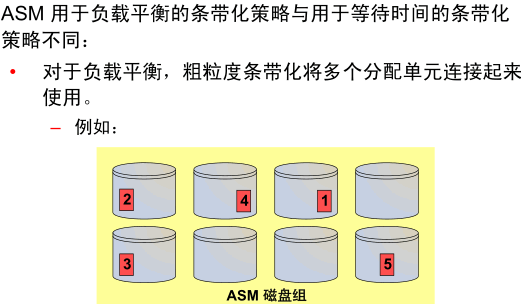 ASM 用于负载平衡的条带化策略与用于等待时间的条带化
策略不同：
• 对于负载平衡，粗粒度条带化将多个分配单元连接起来
使用。
– 例如：
2 4 1
3 5
ASM 磁盘组